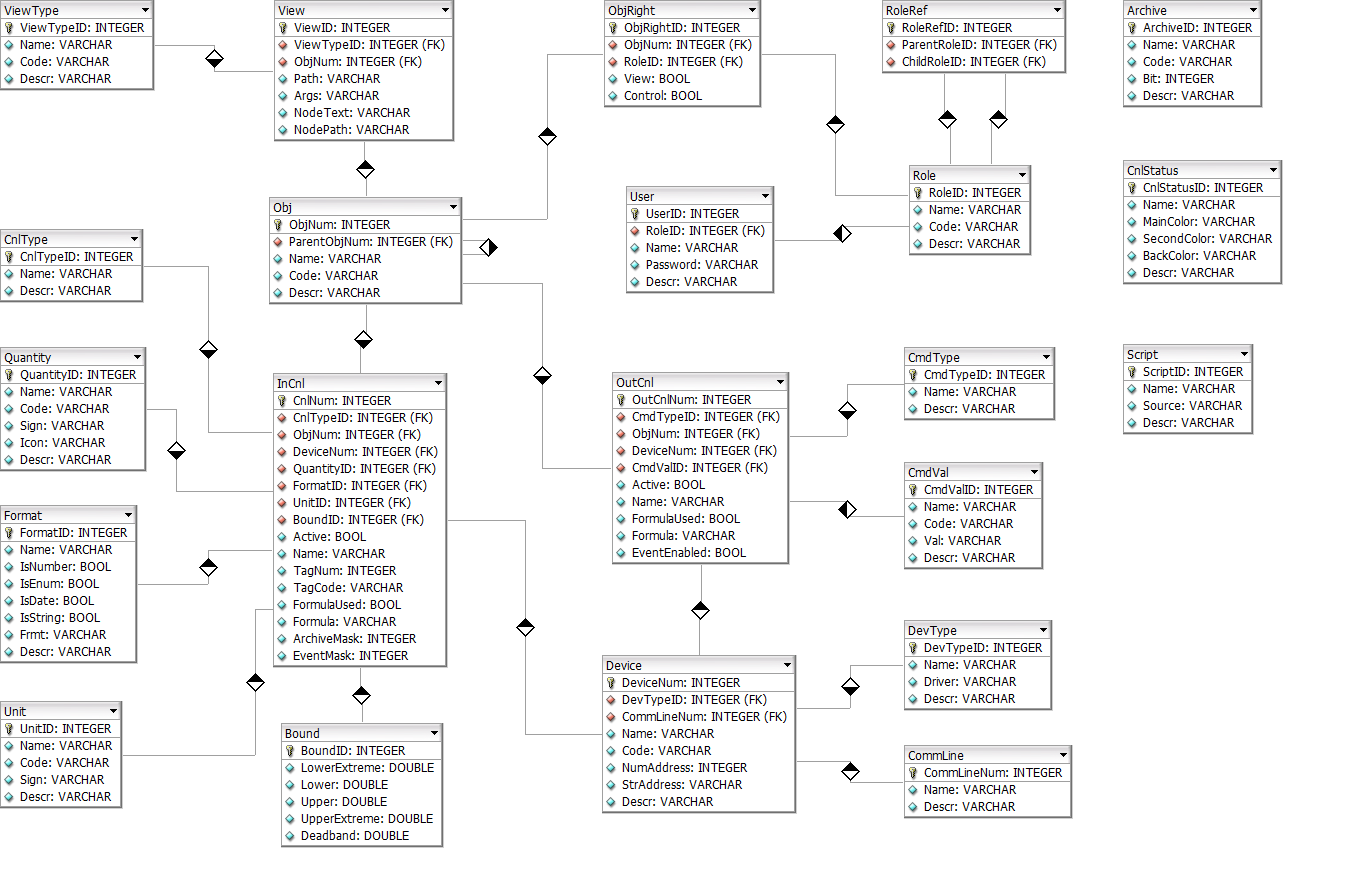 ViewType
ViewTypeID: INTEGER
Name: VARCHAR
Code: VARCHAR
Descr: VARCHAR
View
ViewID: INTEGER
ViewTypeID: INTEGER (FK)
ObjNum: INTEGER (FK)
Path: VARCHAR
Args: VARCHAR
NodeText: VARCHAR
NodePath: VARCHAR
ObjRight
ObjRightID: INTEGER
ObjNum: INTEGER (FK)
RoleID: INTEGER (FK)
View: BOOL
Control: BOOL
RoleRef
RoleRefID: INTEGER
ParentRoleID: INTEGER (FK)
ChildRoleID: INTEGER (FK)
Archive
ArchiveID: INTEGER
Name: VARCHAR
Code: VARCHAR
Bit: INTEGER
Descr: VARCHAR
Obj
ObjNum: INTEGER
ParentObjNum: INTEGER (FK)
Name: VARCHAR
Code: VARCHAR
Descr: VARCHAR
User
UserID: INTEGER
RoleID: INTEGER (FK)
Name: VARCHAR
Password: VARCHAR
Descr: VARCHAR
Role
RoleID: INTEGER
Name: VARCHAR
Code: VARCHAR
Descr: VARCHAR
CnlStatus
CnlStatusID: INTEGER
Name: VARCHAR
MainColor: VARCHAR
SecondColor: VARCHAR
BackColor: VARCHAR
Descr: VARCHAR
CnlType
CnlTypeID: INTEGER
Name: VARCHAR
Descr: VARCHAR
Quantity
QuantityID: INTEGER
Name: VARCHAR
Code: VARCHAR
Sign: VARCHAR
Icon: VARCHAR
Descr: VARCHAR
InCnl
CnlNum: INTEGER
CnlTypeID: INTEGER (FK)
ObjNum: INTEGER (FK)
DeviceNum: INTEGER (FK)
QuantityID: INTEGER (FK)
FormatID: INTEGER (FK)
UnitID: INTEGER (FK)
BoundID: INTEGER (FK)
Active: BOOL
Name: VARCHAR
TagNum: INTEGER
TagCode: VARCHAR
FormulaUsed: BOOL
Formula: VARCHAR
ArchiveMask: INTEGER
EventMask: INTEGER
OutCnl
OutCnlNum: INTEGER
CmdTypeID: INTEGER (FK)
ObjNum: INTEGER (FK)
DeviceNum: INTEGER (FK)
CmdValID: INTEGER (FK)
Active: BOOL
Name: VARCHAR
FormulaUsed: BOOL
Formula: VARCHAR
EventEnabled: BOOL
CmdType
CmdTypeID: INTEGER
Name: VARCHAR
Descr: VARCHAR
Script
ScriptID: INTEGER
Name: VARCHAR
Source: VARCHAR
Descr: VARCHAR
CmdVal
CmdValID: INTEGER
Name: VARCHAR
Code: VARCHAR
Val: VARCHAR
Descr: VARCHAR
Format
FormatID: INTEGER
Name: VARCHAR
IsNumber: BOOL
IsEnum: BOOL
IsDate: BOOL
IsString: BOOL
Frmt: VARCHAR
Descr: VARCHAR
Unit
UnitID: INTEGER
Name: VARCHAR
Code: VARCHAR
Sign: VARCHAR
Descr: VARCHAR
Bound
BoundID: INTEGER
LowerExtreme: DOUBLE
Lower: DOUBLE
Upper: DOUBLE
UpperExtreme: DOUBLE
Deadband: DOUBLE
Device
DeviceNum: INTEGER
DevTypeID: INTEGER (FK)
CommLineNum: INTEGER (FK)
Name: VARCHAR
Code: VARCHAR
NumAddress: INTEGER
StrAddress: VARCHAR
Descr: VARCHAR
DevType
DevTypeID: INTEGER
Name: VARCHAR
Driver: VARCHAR
Descr: VARCHAR
CommLine
CommLineNum: INTEGER
Name: VARCHAR
Descr: VARCHAR